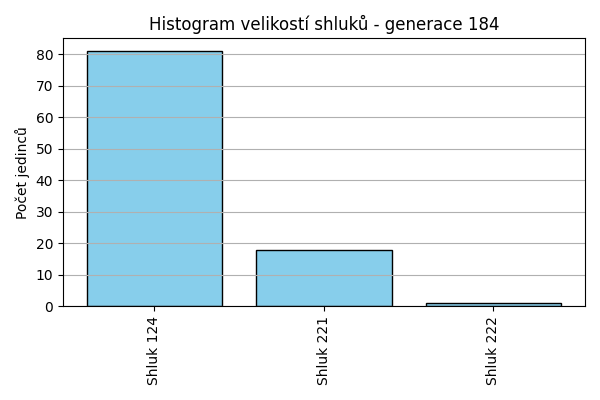 Histogram velikostí shluků - generace 184
Počet jedinců
80
70
60
50
40
30
20
10
0
Shluk 124
Shluk 221
Shluk 222